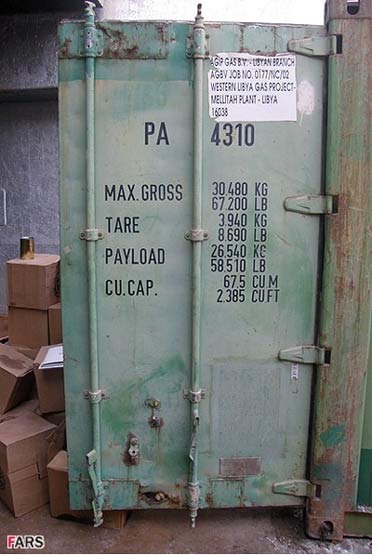 AGIP GAS B.V. - LIBYAN BRANCH
AGBV JOB NO. 0177/NC/02
WESTERN LIBYA GAS PROJECT-
MELLITAH PLANT - LIBYA
16038
PA 4310
MAX. GROSS 30.480 KG
67.200 LB
TARE 3.940 KG
8.690 LB
PAYLOAD 26.540 KG
58.510 LB
CU.CAP. 67.5 CU.M
2.385 CU.FT
FARS